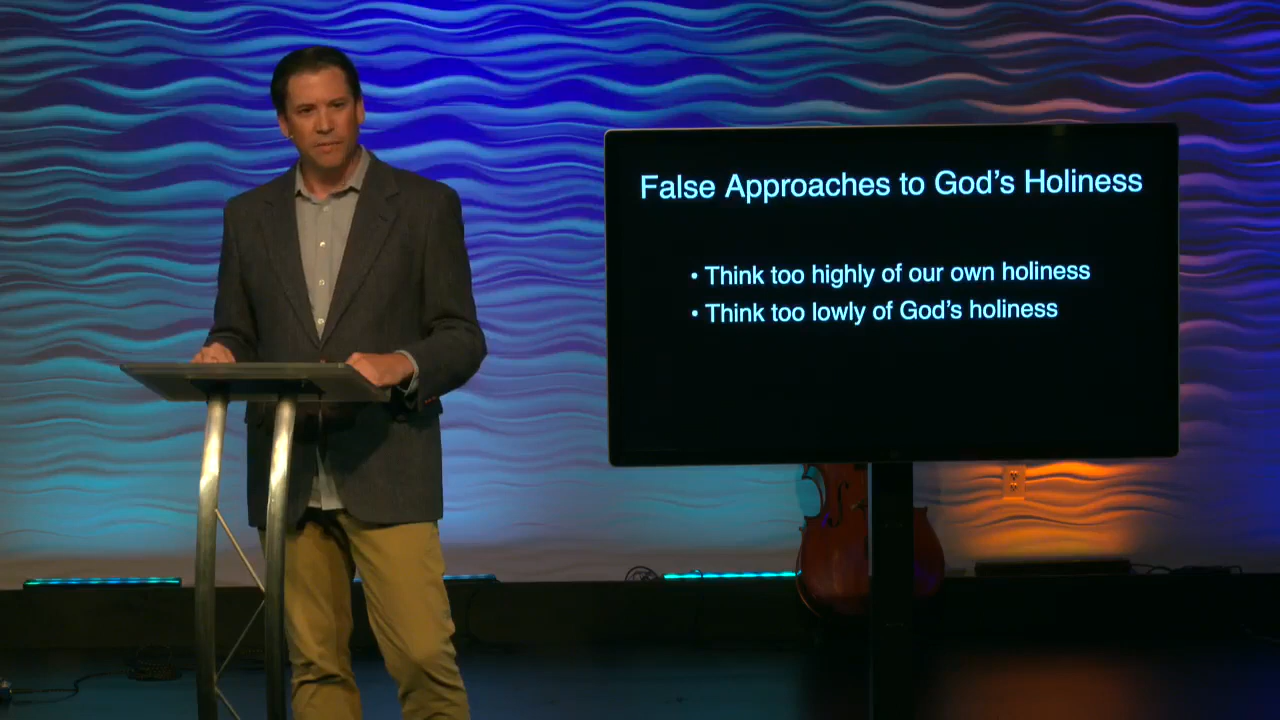 False Approaches to God's Holiness
• Think too highly of our own holiness
• Think too lowly of God's holiness